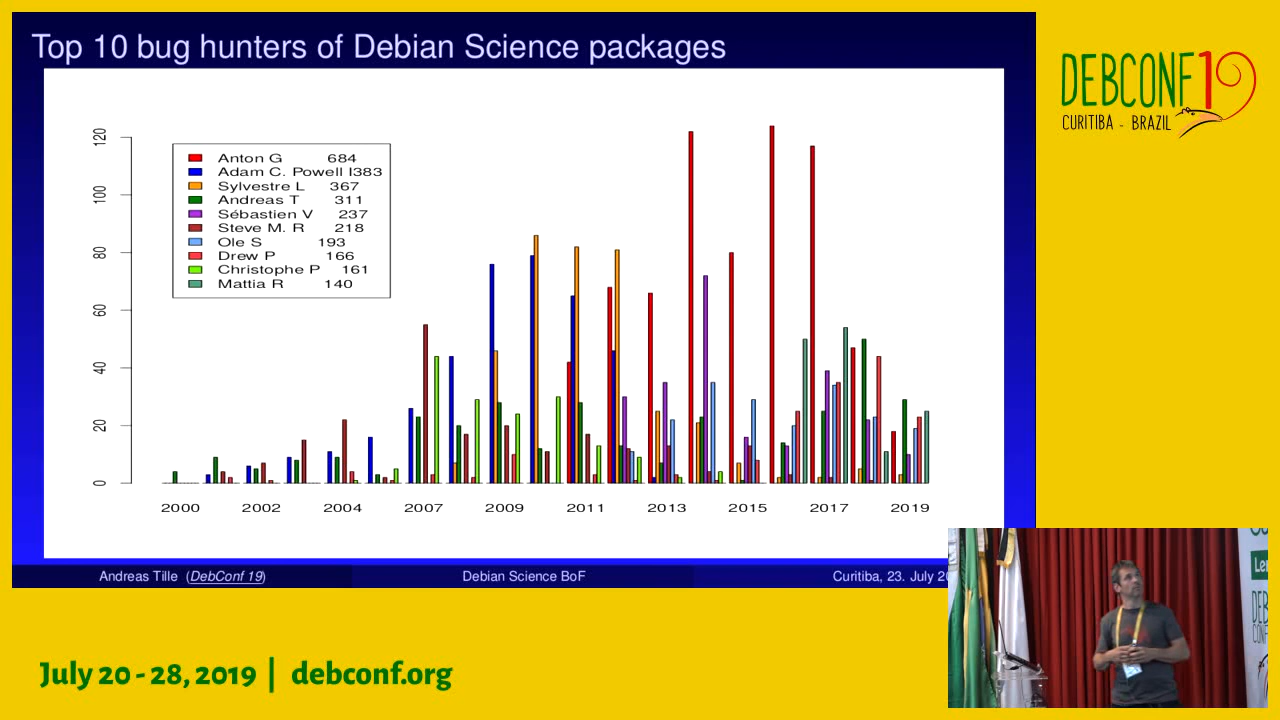 Top 10 bug hunters of Debian Science packages
120
100
80
60
40
20
0
Anton G 684
Adam C. Powell I383
Sylvestre L 367
Andreas T 311
Sébastien V 237
Steve M. R 218
Ole S 193
Drew P 166
Christophe P 161
Mattia R 140
2000 2002 2004 2007 2009 2011 2013 2015 2017 2019
Andreas Tille (DebConf 19) Debian Science BoF Curitiba, 23. July 20
DEBCONF19
CURITIBA - BRAZIL
July 20 - 28, 2019 | debconf.org